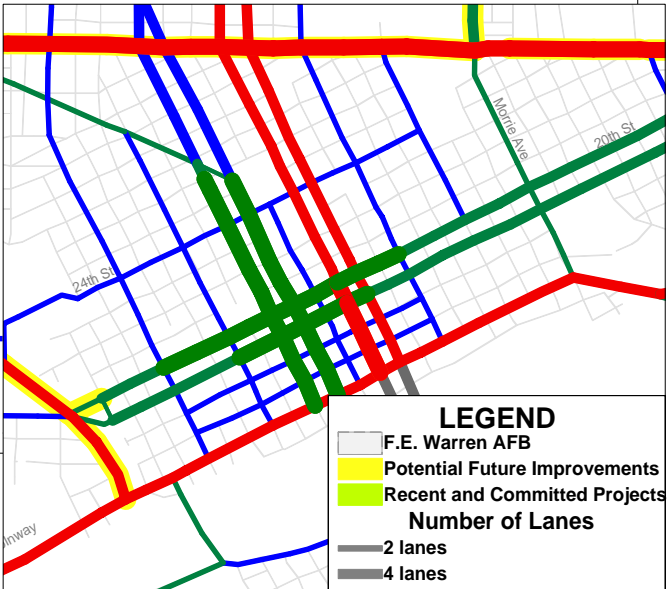 Morrie Ave
20th St
24th St
LEGEND
F.E. Warren AFB
Potential Future Improvements
Recent and Committed Projects
Number of Lanes
2 lanes
4 lanes